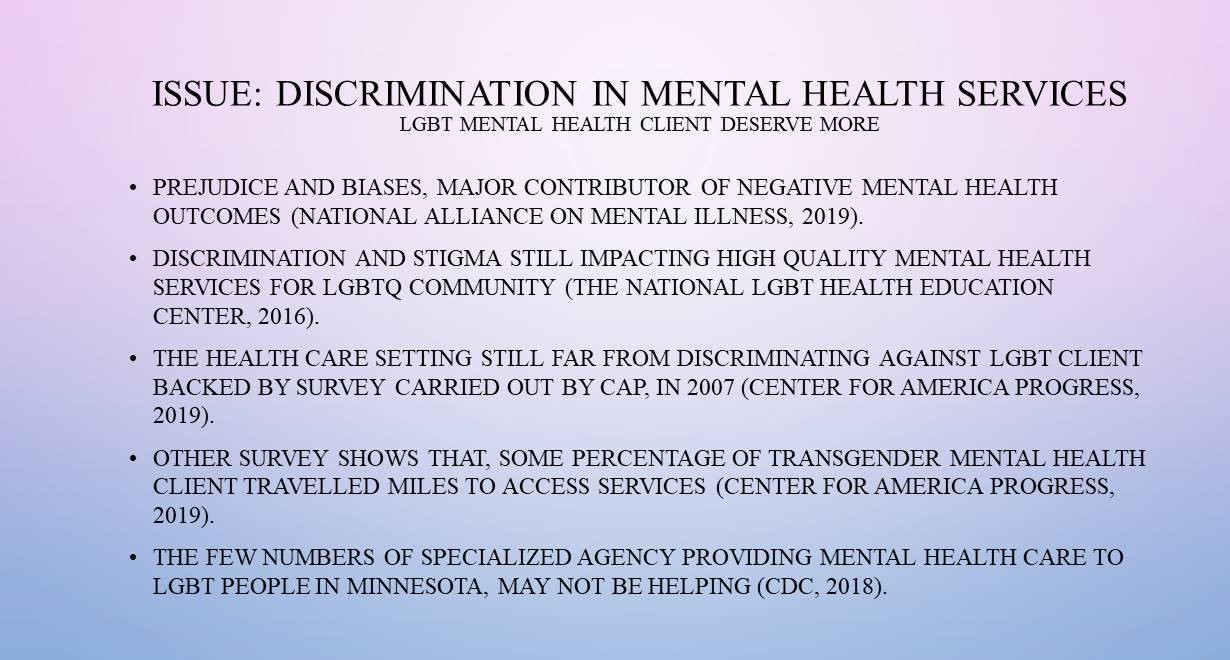 ISSUE: DISCRIMINATION IN MENTAL HEALTH SERVICES
LGBT MENTAL HEALTH CLIENT DESERVE MORE
• PREJUDICE AND BIASES, MAJOR CONTRIBUTOR OF NEGATIVE MENTAL HEALTH
OUTCOMES (NATIONAL ALLIANCE ON MENTAL ILLNESS, 2019).
• DISCRIMINATION AND STIGMA STILL IMPACTING HIGH QUALITY MENTAL HEALTH
SERVICES FOR LGBTQ COMMUNITY (THE NATIONAL LGBT HEALTH EDUCATION
CENTER, 2016).
• THE HEALTH CARE SETTING STILL FAR FROM DISCRIMINATING AGAINST LGBT CLIENT
BACKED BY SURVEY CARRIED OUT BY CAP, IN 2007 (CENTER FOR AMERICA PROGRESS,
2019).
• OTHER SURVEY SHOWS THAT, SOME PERCENTAGE OF TRANSGENDER MENTAL HEALTH
CLIENT TRAVELLED MILES TO ACCESS SERVICES (CENTER FOR AMERICA PROGRESS,
2019).
• THE FEW NUMBERS OF SPECIALIZED AGENCY PROVIDING MENTAL HEALTH CARE TO
LGBT PEOPLE IN MINNESOTA, MAY NOT BE HELPING (CDC, 2018).